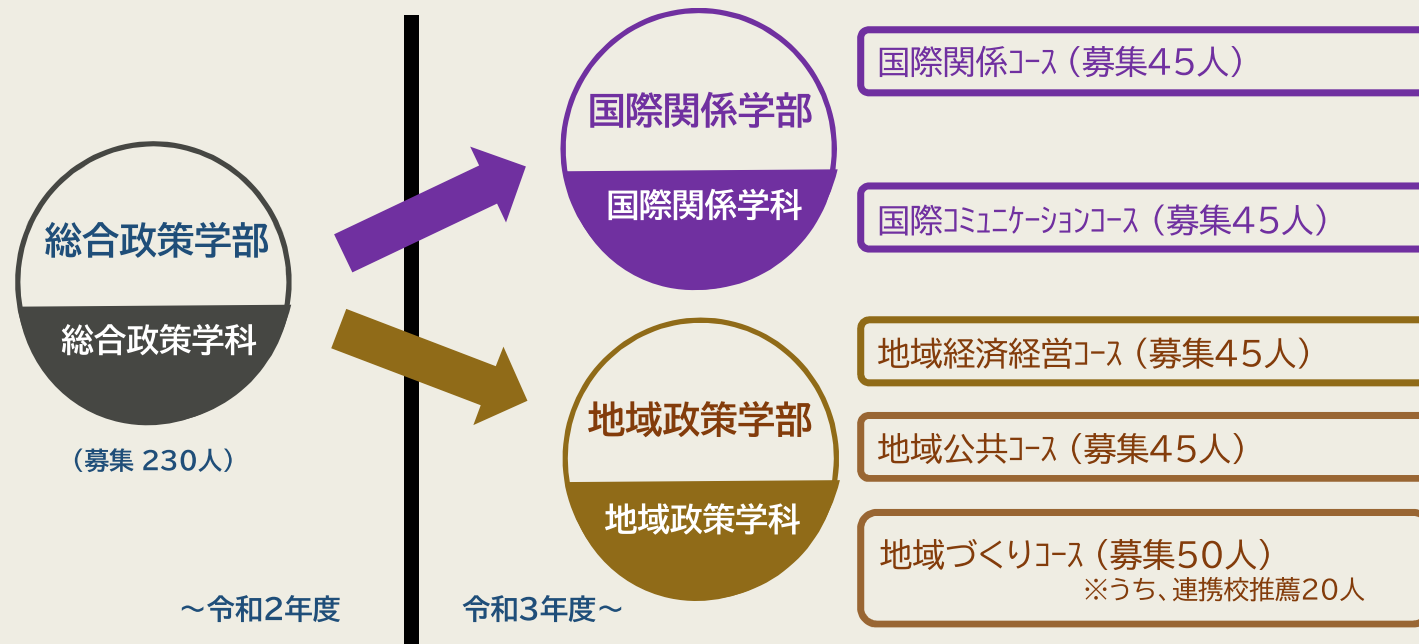 総合政策学部
総合政策学科
(募集 230人)
～令和2年度
国際関係学部
国際関係学科
国際関係ｺｰｽ(募集45人)
国際ｺﾐｭﾆｹｰｼｮﾝｺｰｽ(募集45人)
地域政策学部
地域政策学科
地域経済経営ｺｰｽ(募集45人)
地域公共ｺｰｽ(募集45人)
地域づくりｺｰｽ(募集50人)
※うち、連携校推薦20人
令和3年度～